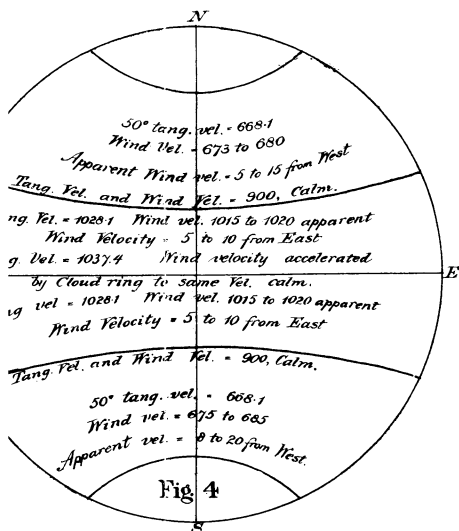 N
50° tang. vel. = 668·1
Wind Vel. = 673 to 680
Apparent Wind vel. = 5 to 15 from West
Tang. Vel. and Wind Vel. = 900, Calm.
ng. Vel. = 1028·1 Wind vel. 1015 to 1020 apparent
Wind Velocity = 5 to 10 from East
g. Vel = 1037.4 Wind velocity accelerated
E
by Cloud ring to same Vel. calm.
ng vel = 1028·1 Wind vel. 1015 to 1020 apparent
Wind Velocity = 5 to 10 from East
Tang. Vel. and Wind Vel. = 900, Calm.
50° tang. vel. = 668·1
Wind vel. = 675 to 685
Apparent vel. = 8 to 20 from West.
Fig. 4
S